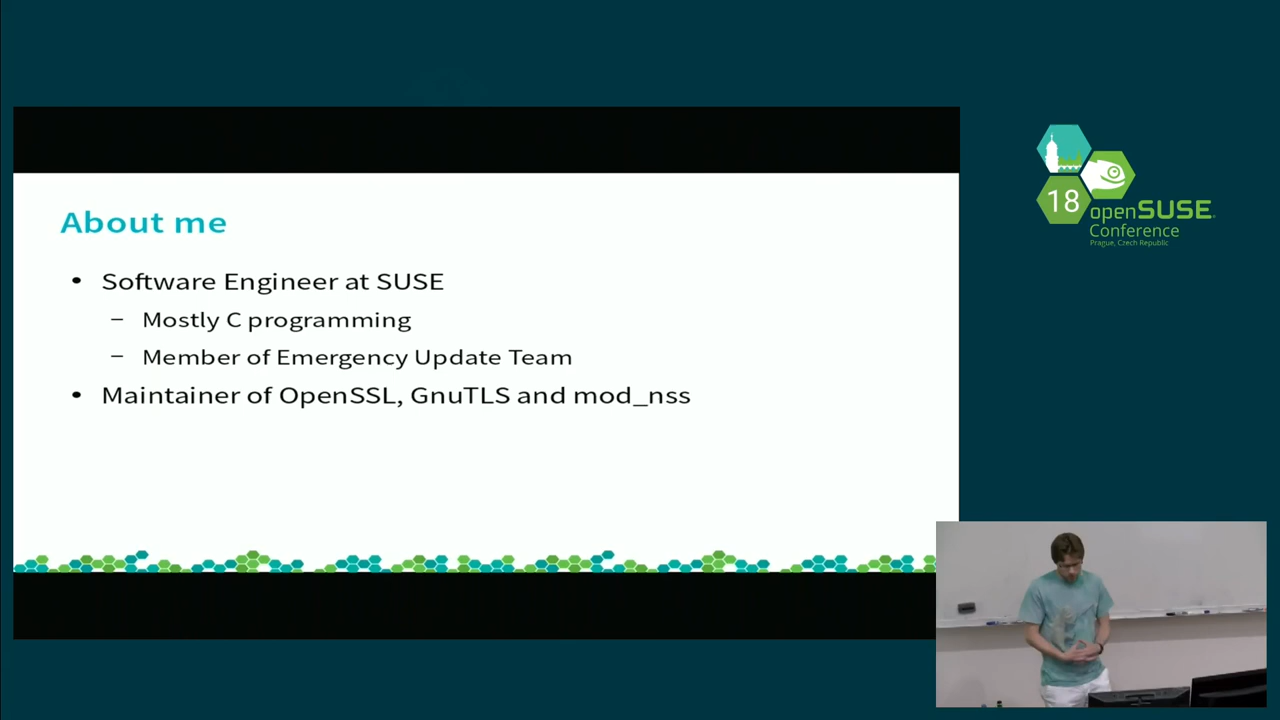 About me
• Software Engineer at SUSE
– Mostly C programming
– Member of Emergency Update Team
• Maintainer of OpenSSL, GnuTLS and mod_nss
18
openSUSE
Conference
Prague, Czech Republic